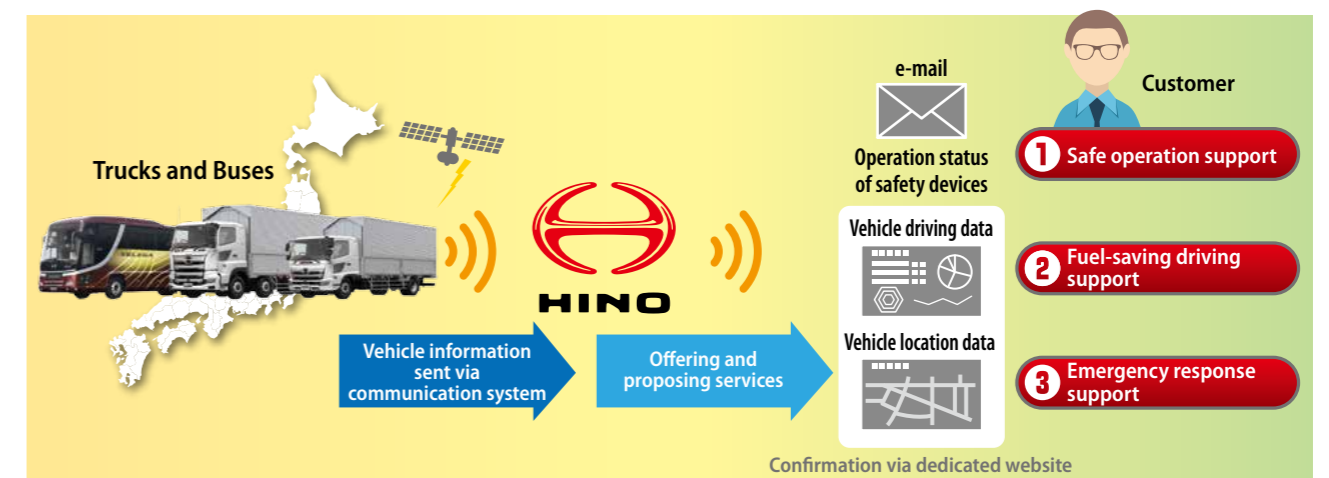 Trucks and Buses
SELEGA
HINO
Vehicle information
sent via
communication system
Offering and
proposing services
e-mail
Operation status
of safety devices
Vehicle driving data
Vehicle location data
Confirmation via dedicated website
Customer
1 Safe operation support
2 Fuel-saving driving
support
3 Emergency response
support